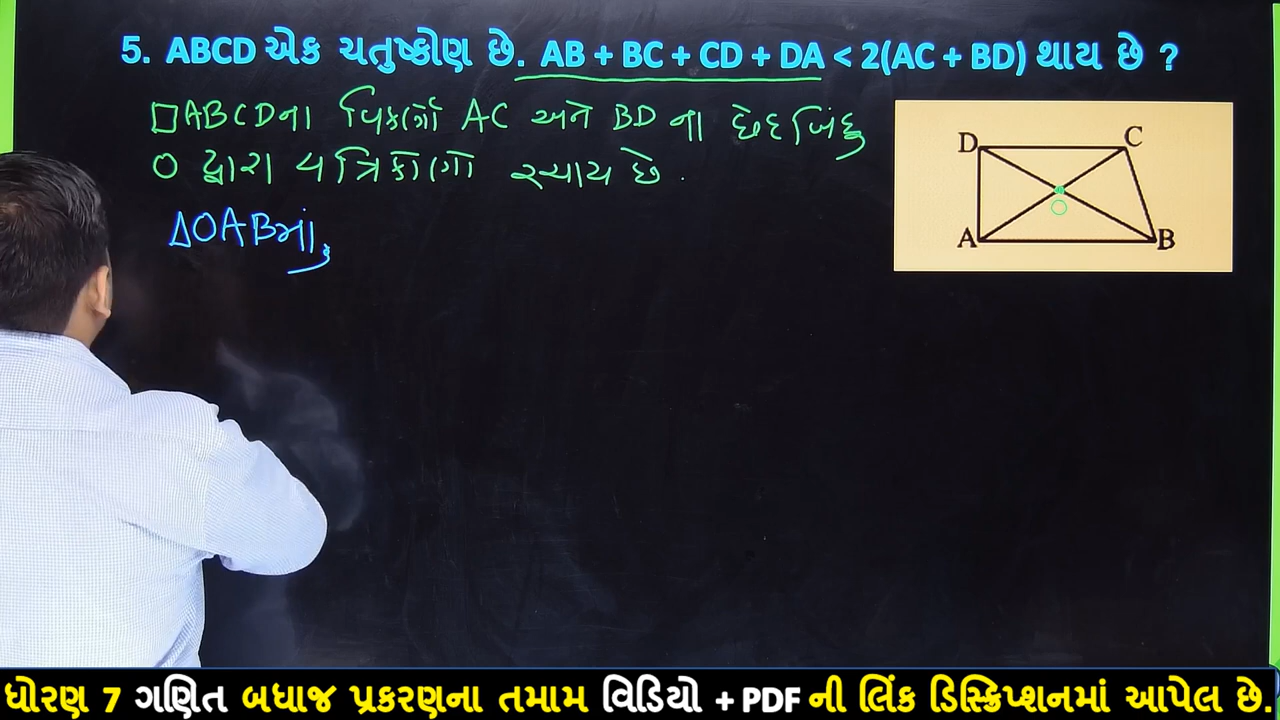 5. ABCD એક ચતુષ્કોણ છે. AB + BC + CD + DA < 2(AC + BD) થાય છે ?
□ABCDના વિકર્ણો AC અને BD ના છેદબિંદુ
O દ્વારા ત્રિકોણો રચાય છે.
ΔOABમાં,
D C
O
A B
ધોરણ 7 ગણિત બધાજ પ્રકરણના તમામ વિડિયો + PDF ની લિંક ડિસ્ક્રિપ્શનમાં આપેલ છે.